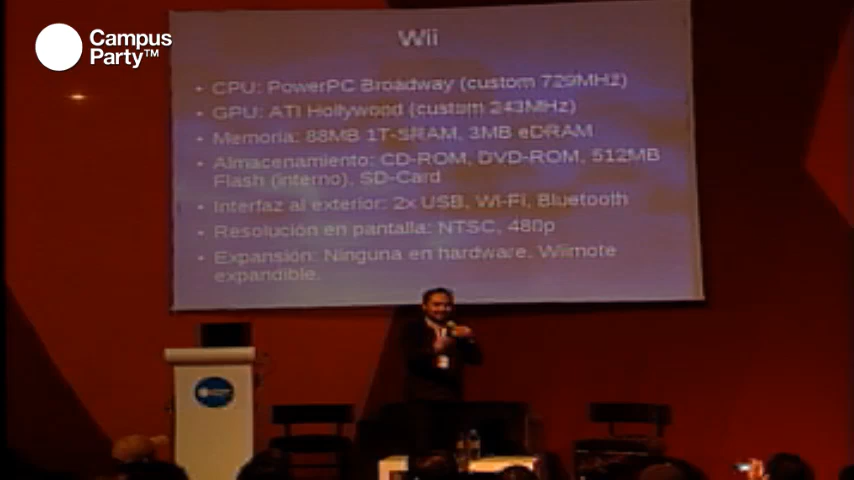 Campus
Party™
Wii
• CPU: PowerPC Broadway (custom 729MHz)
• GPU: ATI Hollywood (custom 243MHz)
• Memoria: 88MB 1T-SRAM, 3MB eDRAM
• Almacenamiento: CD-ROM, DVD-ROM, 512MB
Flash (interno), SD-Card
• Interfaz al exterior: 2x USB, Wi-Fi, Bluetooth
• Resolución en pantalla: NTSC, 480p
• Expansión: Ninguna en hardware. Wiimote
expandible.